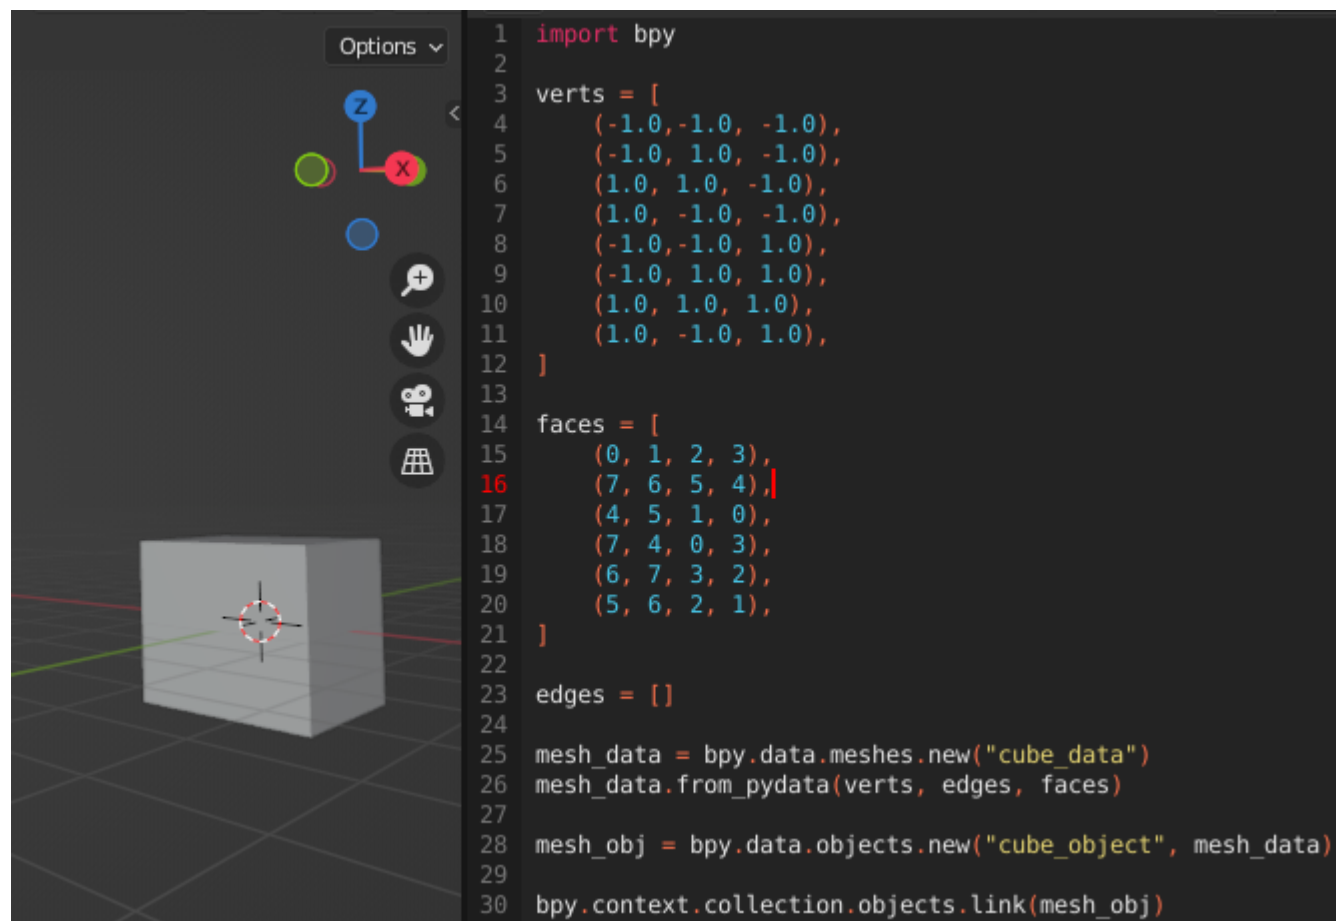 Options
Z
X
1 import bpy
2
3 verts = [
4     (-1.0,-1.0, -1.0),
5     (-1.0, 1.0, -1.0),
6     (1.0, 1.0, -1.0),
7     (1.0, -1.0, -1.0),
8     (-1.0,-1.0, 1.0),
9     (-1.0, 1.0, 1.0),
10     (1.0, 1.0, 1.0),
11     (1.0, -1.0, 1.0),
12 ]
13
14 faces = [
15     (0, 1, 2, 3),
16     (7, 6, 5, 4),
17     (4, 5, 1, 0),
18     (7, 4, 0, 3),
19     (6, 7, 3, 2),
20     (5, 6, 2, 1),
21 ]
22
23 edges = []
24
25 mesh_data = bpy.data.meshes.new("cube_data")
26 mesh_data.from_pydata(verts, edges, faces)
27
28 mesh_obj = bpy.data.objects.new("cube_object", mesh_data)
29
30 bpy.context.collection.objects.link(mesh_obj)